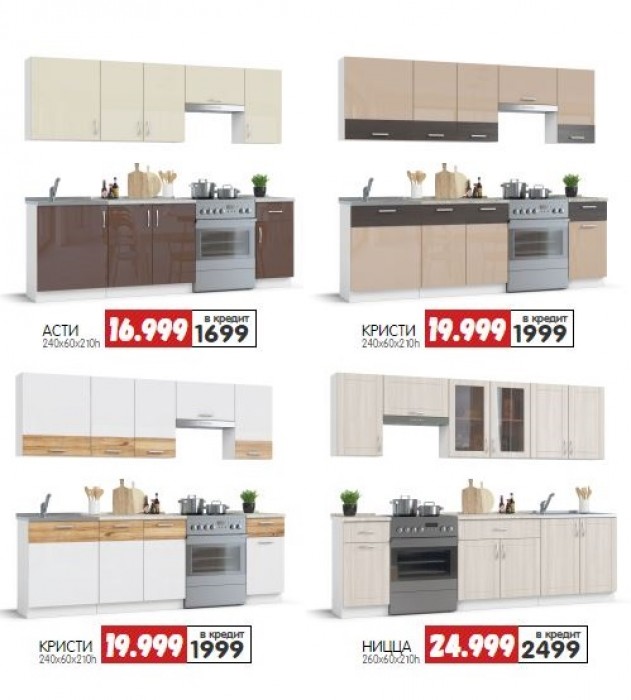 АСТИ
240x60x210h
16.999
в кредит
1699
КРИСТИ
240x60x210h
19.999
в кредит
1999
КРИСТИ
240x60x210h
19.999
в кредит
1999
НИЦЦА
260x60x210h
24.999
в кредит
2499